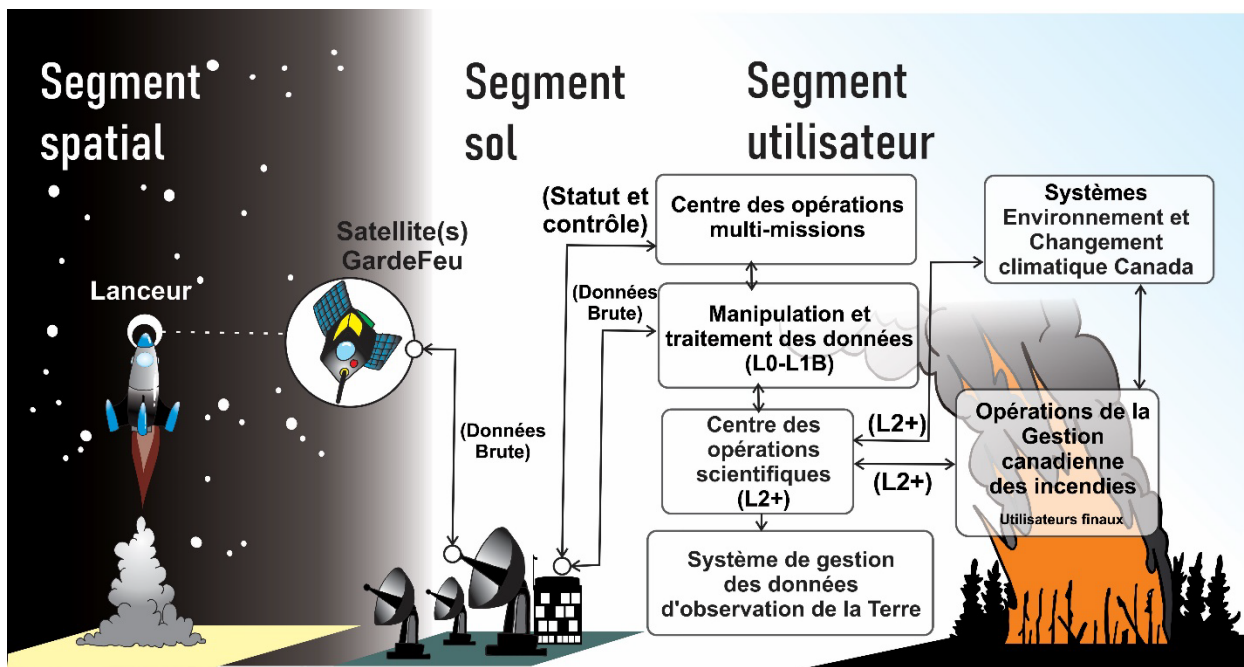 Segment
spatial
Segment
sol
Segment
utilisateur
Lanceur
Satellite(s)
GardeFeu
(Données
Brute)
(Statut et
contrôle)
(Données
Brute)
Centre des opérations
multi-missions
Manipulation et
traitement des données
(L0-L1B)
Centre des
opérations
scientifiques
(L2+)
Système de gestion
des données
d'observation de la Terre
(L2+)
(L2+)
Systèmes
Environnement et
Changement
climatique Canada
Opérations de la
Gestion
canadienne
des incendies
Utilisateurs finaux